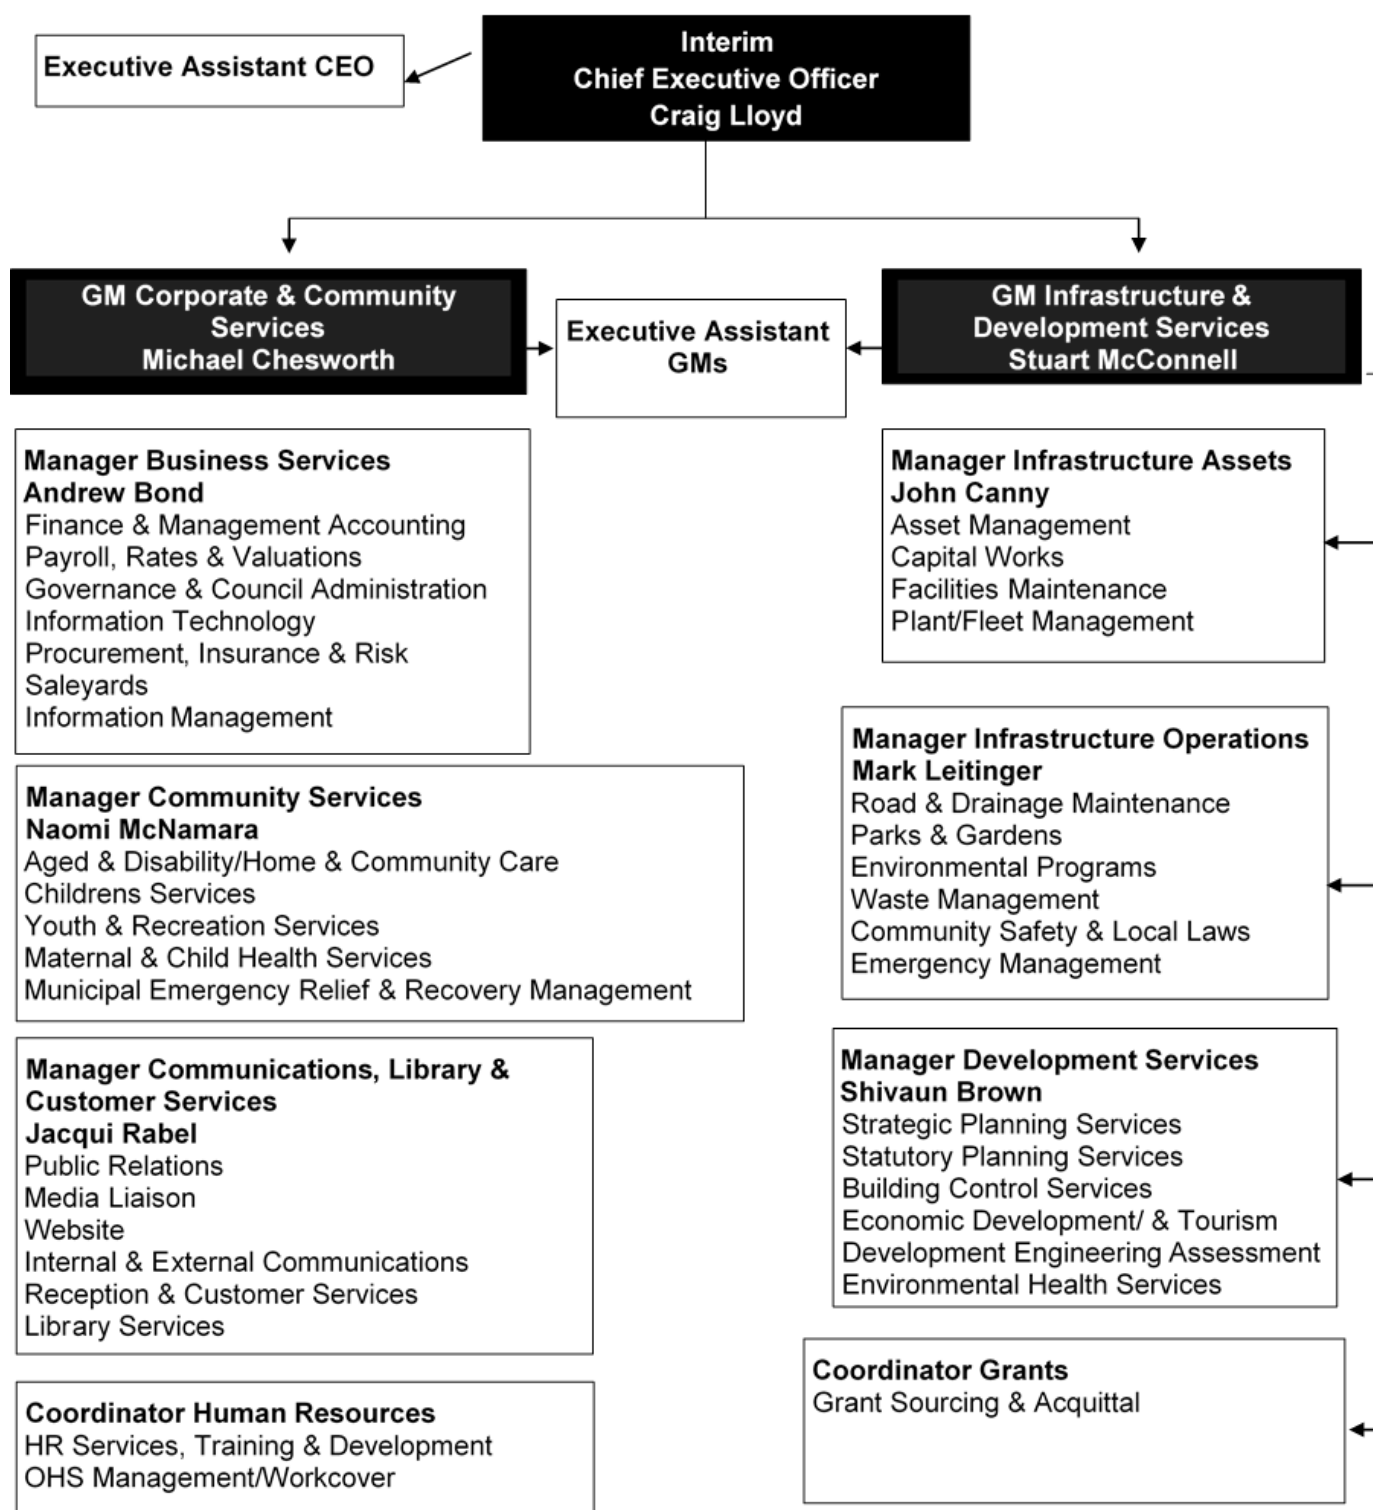 Executive Assistant CEO
Interim
Chief Executive Officer
Craig Lloyd
GM Corporate & Community
Services
Michael Chesworth
Executive Assistant
GMs
GM Infrastructure &
Development Services
Stuart McConnell
Manager Business Services
Andrew Bond
Finance & Management Accounting
Payroll, Rates & Valuations
Governance & Council Administration
Information Technology
Procurement, Insurance & Risk
Saleyards
Information Management
Manager Community Services
Naomi McNamara
Aged & Disability/Home & Community Care
Childrens Services
Youth & Recreation Services
Maternal & Child Health Services
Municipal Emergency Relief & Recovery Management
Manager Communications, Library &
Customer Services
Jacqui Rabel
Public Relations
Media Liaison
Website
Internal & External Communications
Reception & Customer Services
Library Services
Coordinator Human Resources
HR Services, Training & Development
OHS Management/Workcover
Manager Infrastructure Assets
John Canny
Asset Management
Capital Works
Facilities Maintenance
Plant/Fleet Management
Manager Infrastructure Operations
Mark Leitinger
Road & Drainage Maintenance
Parks & Gardens
Environmental Programs
Waste Management
Community Safety & Local Laws
Emergency Management
Manager Development Services
Shivaun Brown
Strategic Planning Services
Statutory Planning Services
Building Control Services
Economic Development/ & Tourism
Development Engineering Assessment
Environmental Health Services
Coordinator Grants
Grant Sourcing & Acquittal